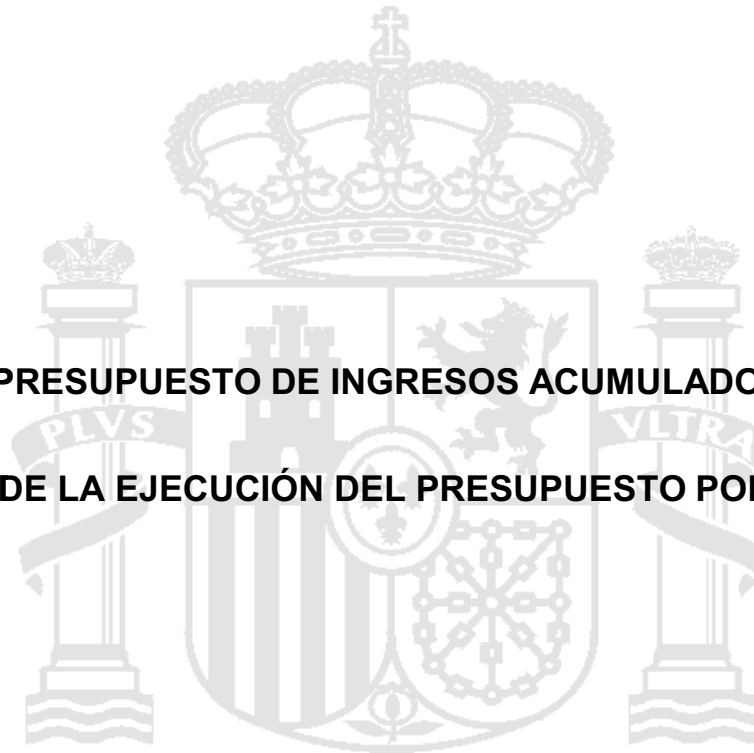 PRESUPUESTO DE INGRESOS ACUMULADO
DE LA EJECUCIÓN DEL PRESUPUESTO
PLVS
VLTRA